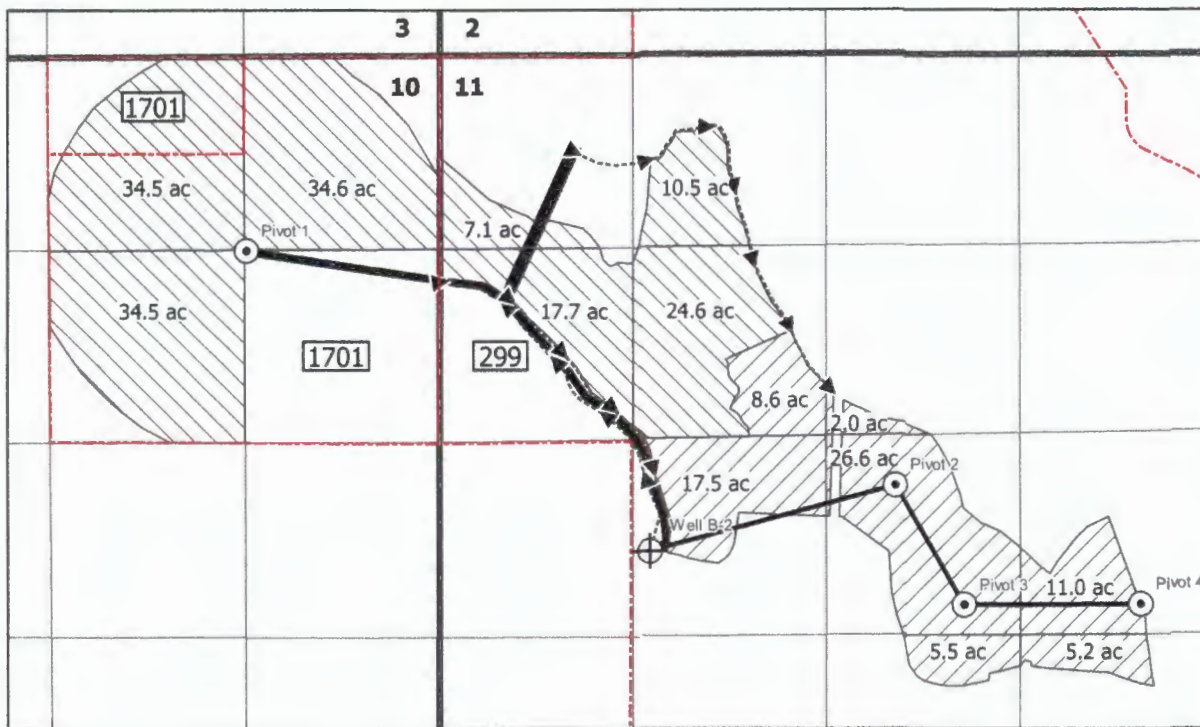 3 2
10 11
1701
34.5 ac
34.6 ac
10.5 ac
7.1 ac
Pivot 1
34.5 ac
17.7 ac
24.6 ac
1701
299
8.6 ac
2.0 ac
26.6 ac
Pivot 2
17.5 ac
Well B-2
Pivot 3
11.0 ac
Pivot 4
5.5 ac
5.2 ac